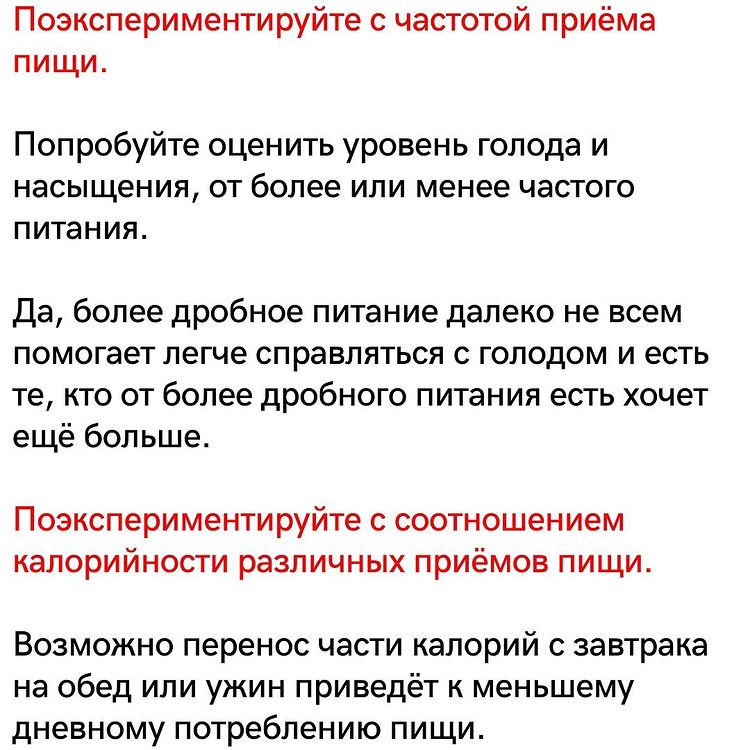 Поэкспериментируйте с частотой приёма
пищи.
Попробуйте оценить уровень голода и
насыщения, от более или менее частого
питания.
Да, более дробное питание далеко не всем
помогает легче справляться с голодом и есть
те, кто от более дробного питания есть хочет
ещё больше.
Поэкспериментируйте с соотношением
калорийности различных приёмов пищи.
Возможно перенос части калорий с завтрака
на обед или ужин приведёт к меньшему
дневному потреблению пищи.